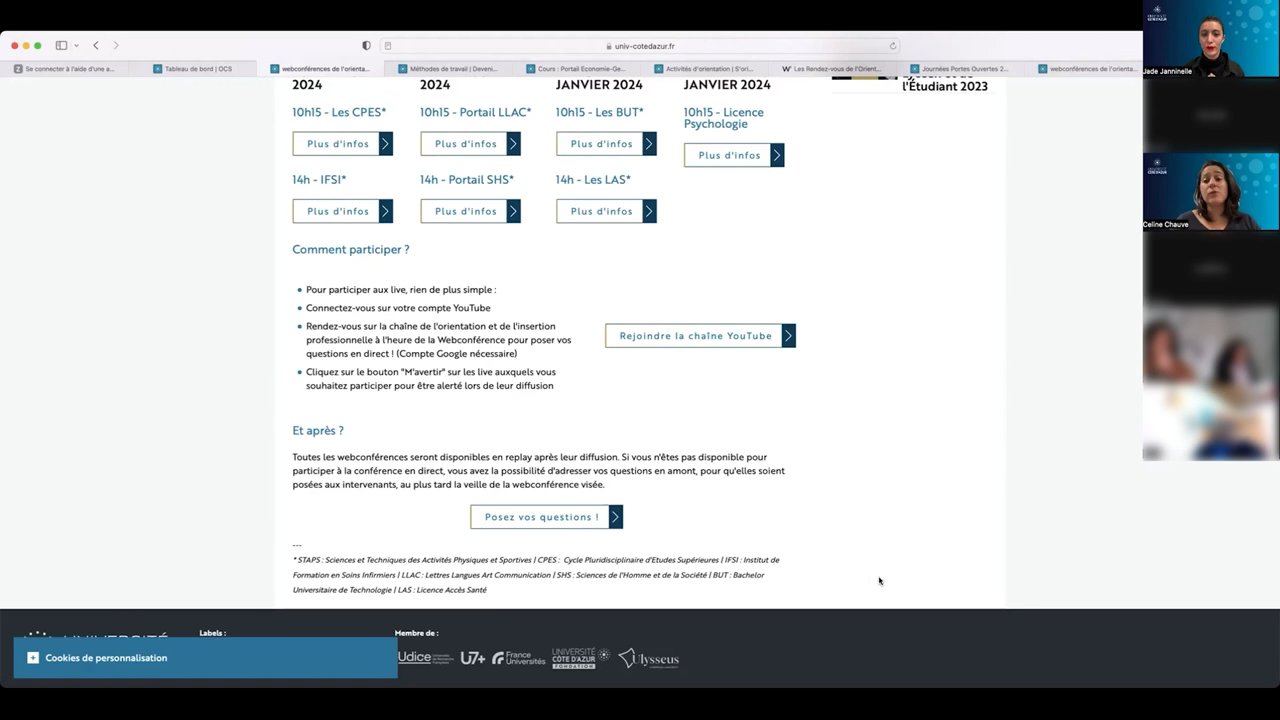 univ-cotedazur.fr
Se connecter à l'aide d'une a...
Tableau de bord | OCS
webconférences de l'orienta...
Méthodes de travail | Deveni...
Cours : Portail Economie-Ge...
Activités d'orientation | S'ori...
Les Rendez-vous de l'Orient...
Journées Portes Ouvertes 2...
webconférences de l'orienta...
l'Étudiant 2023
2024
2024
JANVIER 2024
JANVIER 2024
10h15 - Les CPES*
10h15 - Portail LLAC*
10h15 - Les BUT*
10h15 - Licence
Psychologie
Plus d'infos
Plus d'infos
Plus d'infos
Plus d'infos
14h - IFSI*
14h - Portail SHS*
14h - Les LAS*
Plus d'infos
Plus d'infos
Plus d'infos
Comment participer ?
Pour participer aux live, rien de plus simple :
Connectez-vous sur votre compte YouTube
Rendez-vous sur la chaîne de l'orientation et de l'insertion
professionnelle à l'heure de la Webconférence pour poser vos
questions en direct ! (Compte Google nécessaire)
Cliquez sur le bouton "M'avertir" sur les live auxquels vous
souhaitez participer pour être alerté lors de leur diffusion
Rejoindre la chaîne YouTube
Et après ?
Toutes les webconférences seront disponibles en replay après leur diffusion. Si vous n'êtes pas disponible pour
participer à la conférence en direct, vous avez la possibilité d'adresser vos questions en amont, pour qu'elles soient
posées aux intervenants, au plus tard la veille de la webconférence visée.
Posez vos questions !
---
* STAPS : Sciences et Techniques des Activités Physiques et Sportives | CPES : Cycle Pluridisciplinaire d'Etudes Supérieures | IFSI : Institut de
Formation en Soins Infirmiers | LLAC : Lettres Langues Art Communication | SHS : Sciences de l'Homme et de la Société | BUT : Bachelor
Universitaire de Technologie | LAS : Licence Accès Santé
Labels :
Membre de :
Cookies de personnalisation
Udice
U7+
France
Universités
UNIVERSITÉ
CÔTE D'AZUR
FONDATION
Ulysseus
Jade Janninelle
Celine Chauve